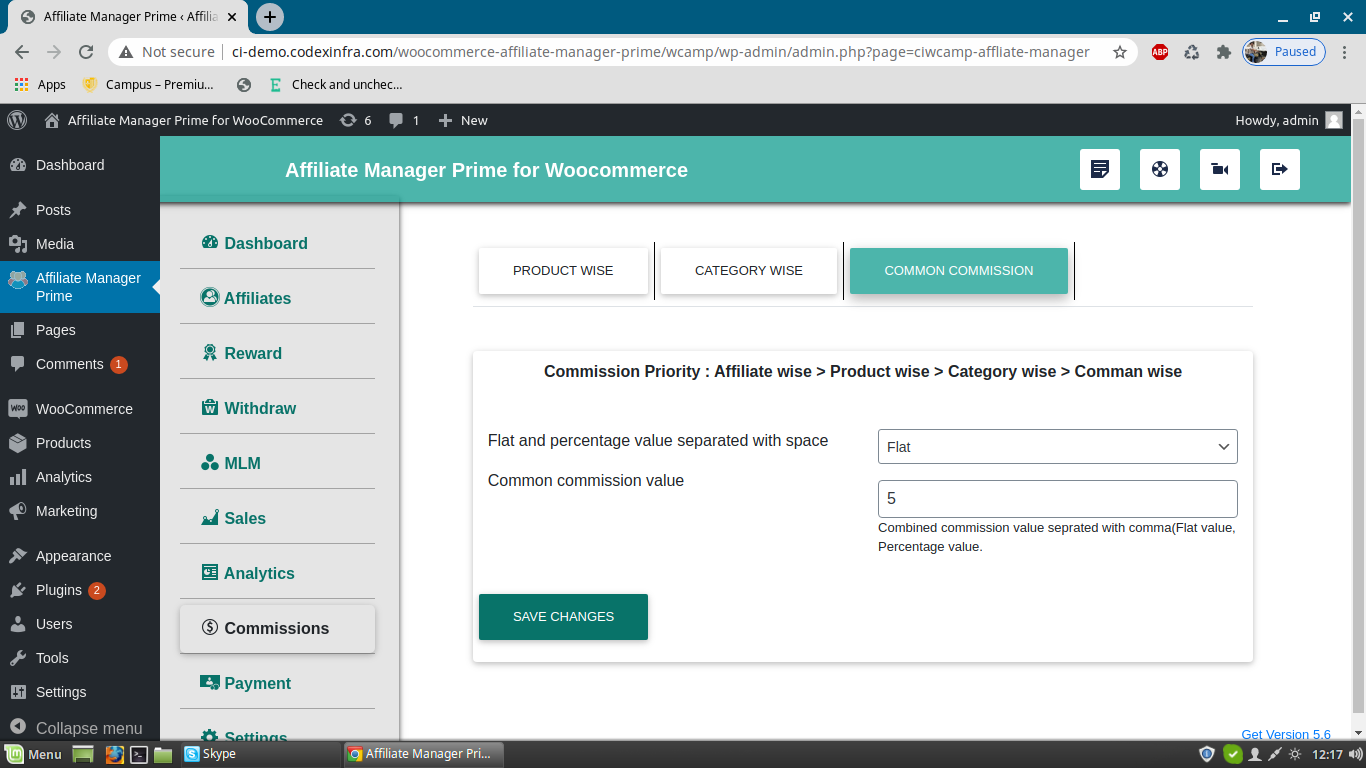 Affiliate Manager Prime ‹ Affilia
Not secure
ci-demo.codexinfra.com/woocommerce-affiliate-manager-prime/wcamp/wp-admin/admin.php?page=ciwcamp-affliate-manager
ABP
Paused
Apps
Campus – Premiu...
Check and unchec...
Affiliate Manager Prime for WooCommerce
6
1
New
Howdy, admin
Dashboard
Posts
Media
Affiliate Manager
Prime
Pages
Comments 1
WooCommerce
Products
Analytics
Marketing
Appearance
Plugins 2
Users
Tools
Settings
Collapse menu
Affiliate Manager Prime for Woocommerce
Dashboard
Affiliates
Reward
Withdraw
MLM
Sales
Analytics
Commissions
Payment
Settings
PRODUCT WISE
CATEGORY WISE
COMMON COMMISSION
Commission Priority : Affiliate wise > Product wise > Category wise > Comman wise
Flat and percentage value separated with space
Flat
Common commission value
5
Combined commission value seprated with comma(Flat value,
Percentage value.
SAVE CHANGES
Get Version 5.6
Menu
Skype
Affiliate Manager Pri...
12:17